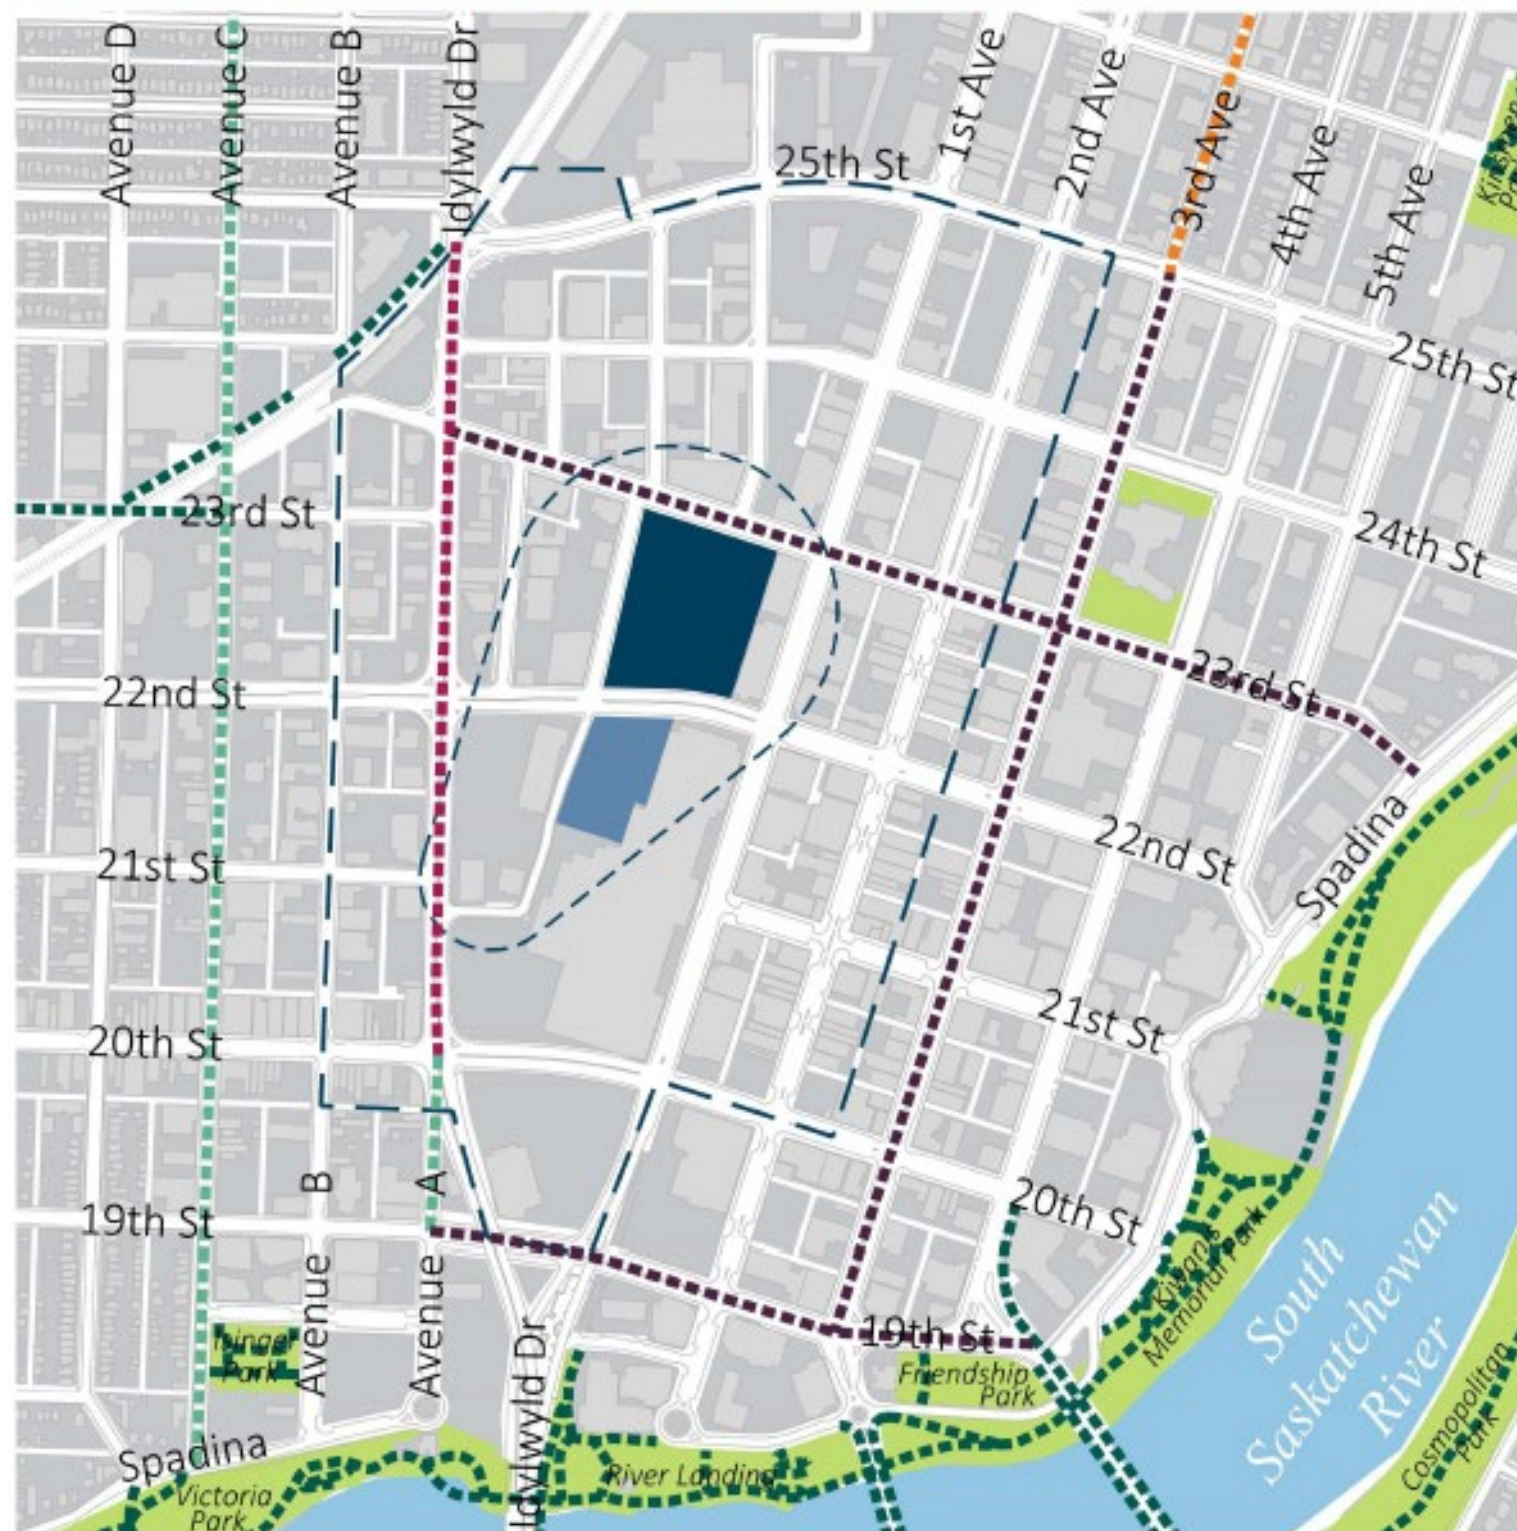 Avenue D
Avenue C
Avenue B
Idylwyld Dr
1st Ave
2nd Ave
3rd Ave
4th Ave
5th Ave
25th St
25th St
24th St
23rd St
23rd St
22nd St
22nd St
Spadina
21st St
21st St
20th St
20th St
19th St
19th St
Avenue B
Avenue A
Idylwyld Dr
Isinger
Park
Friendship
Park
Kiwanis
Memorial Park
South
Saskatchewan
River
Cosmopolitan
Park
Spadina
River Landing
Victoria
Park